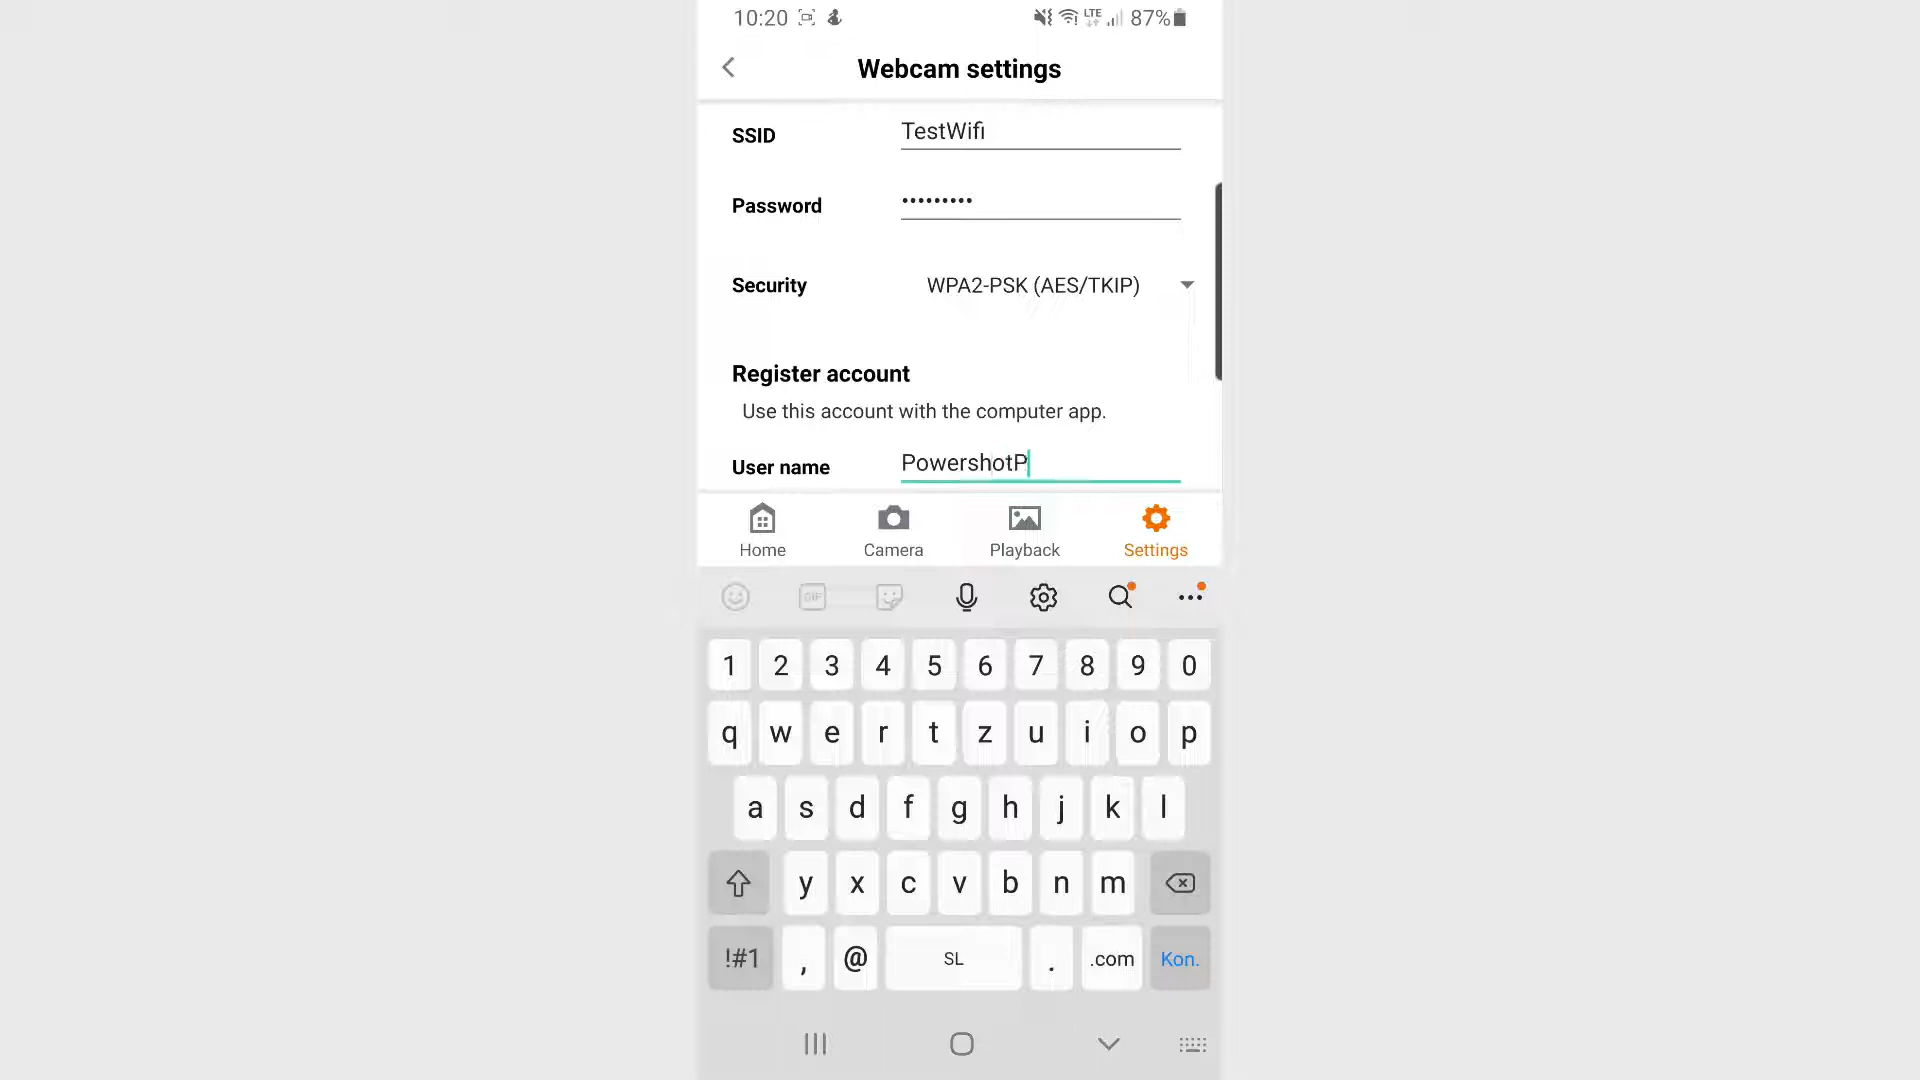 10:20 LTE 87%
Webcam settings
SSID TestWifi
Password •••••••••
Security WPA2-PSK (AES/TKIP)
Register account
Use this account with the computer app.
User name PowershotP
Home Camera Playback Settings
GIF
1 2 3 4 5 6 7 8 9 0
q w e r t z u i o p
a s d f g h j k l
y x c v b n m
!#1 , @ SL . .com Kon.